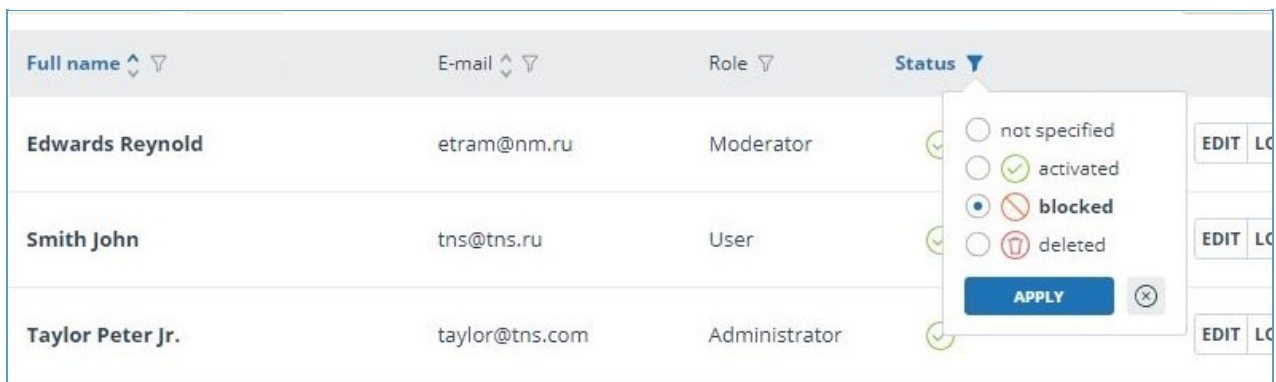 Full name E-mail Role Status
not specified
Edwards Reynold etram@nm.ru Moderator EDIT
activated
blocked
Smith John tns@tns.ru User deleted EDIT
APPLY
Taylor Peter Jr. taylor@tns.com Administrator EDIT